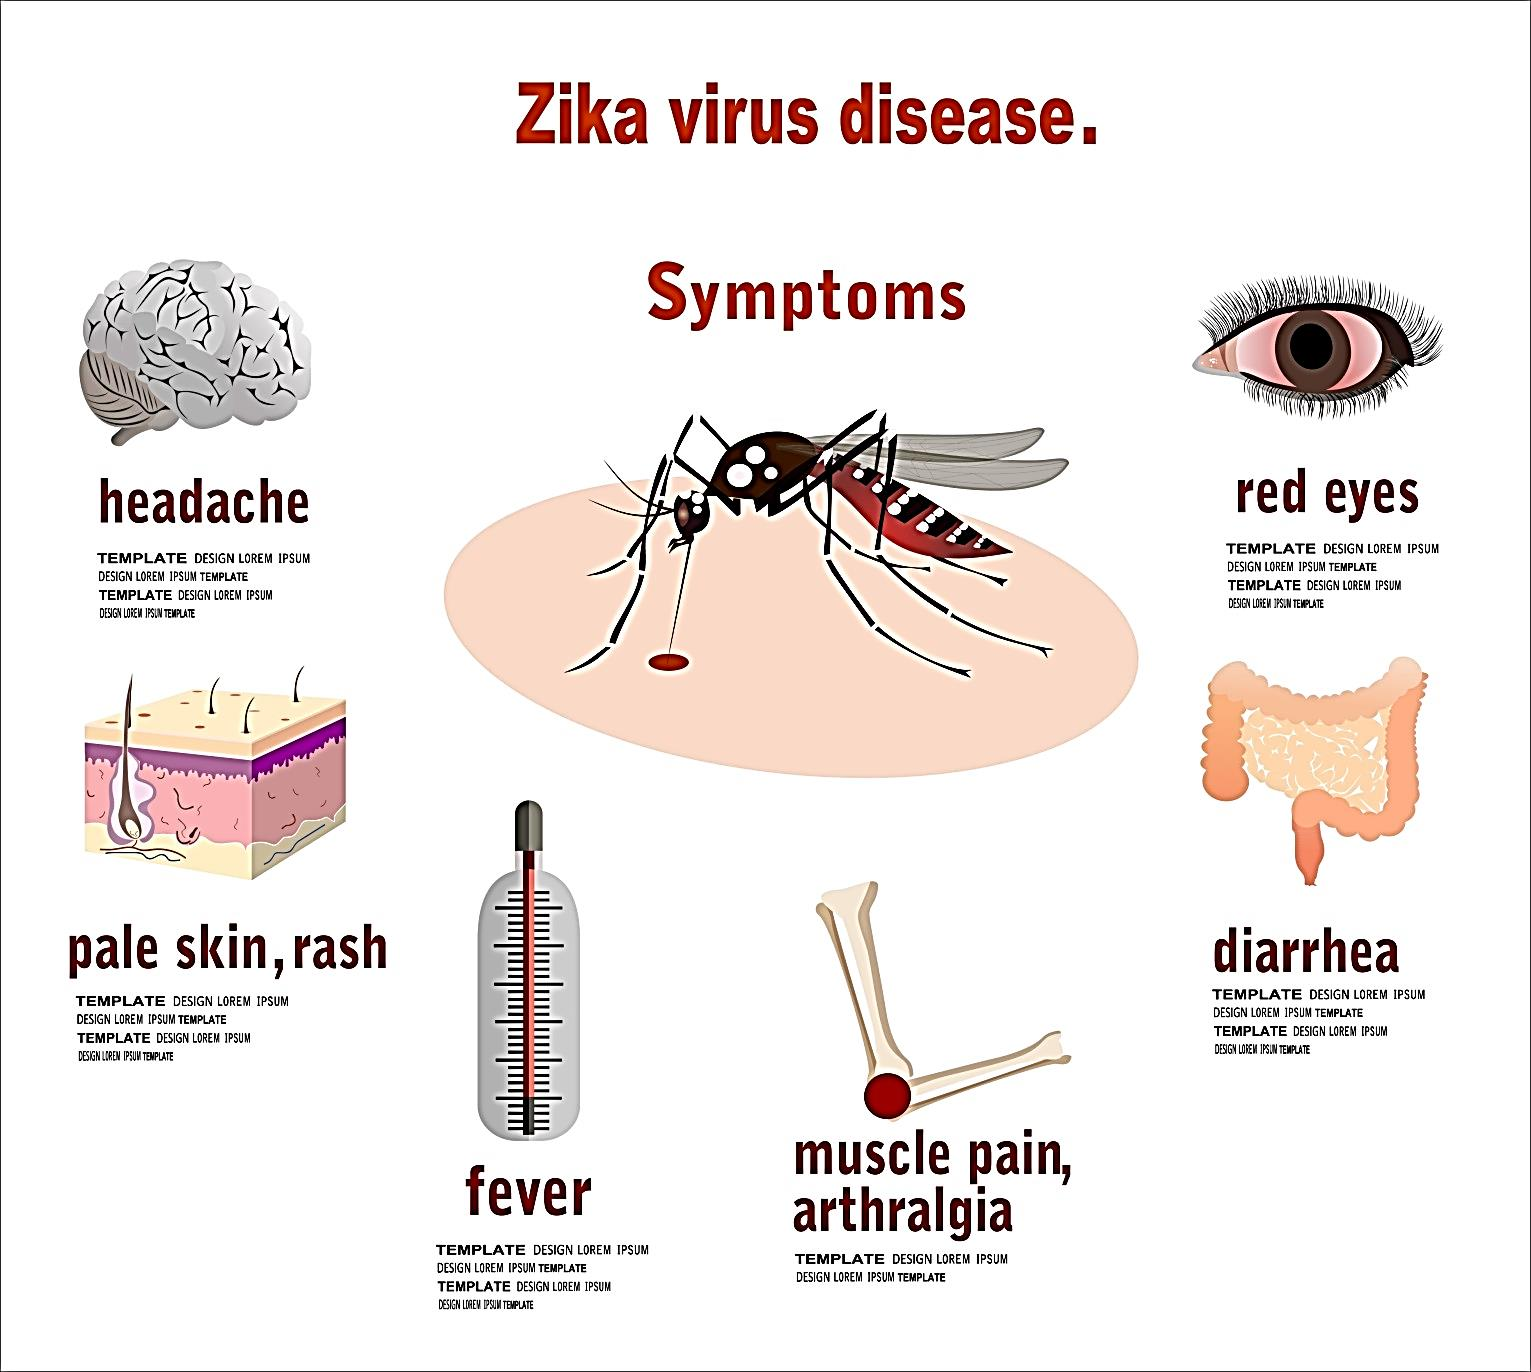 Zika virus disease.
Symptoms
headache
TEMPLATE DESIGN LOREM IPSUM
DESIGN LOREM IPSUM TEMPLATE
TEMPLATE DESIGN LOREM IPSUM
DESIGN LOREM IPSUM TEMPLATE
red eyes
TEMPLATE DESIGN LOREM IPSUM
DESIGN LOREM IPSUM TEMPLATE
TEMPLATE DESIGN LOREM IPSUM
DESIGN LOREM IPSUM TEMPLATE
pale skin, rash
TEMPLATE DESIGN LOREM IPSUM
DESIGN LOREM IPSUM TEMPLATE
TEMPLATE DESIGN LOREM IPSUM
DESIGN LOREM IPSUM TEMPLATE
diarrhea
TEMPLATE DESIGN LOREM IPSUM
DESIGN LOREM IPSUM TEMPLATE
TEMPLATE DESIGN LOREM IPSUM
DESIGN LOREM IPSUM TEMPLATE
fever
TEMPLATE DESIGN LOREM IPSUM
DESIGN LOREM IPSUM TEMPLATE
TEMPLATE DESIGN LOREM IPSUM
DESIGN LOREM IPSUM TEMPLATE
muscle pain,
arthralgia
TEMPLATE DESIGN LOREM IPSUM
DESIGN LOREM IPSUM TEMPLATE